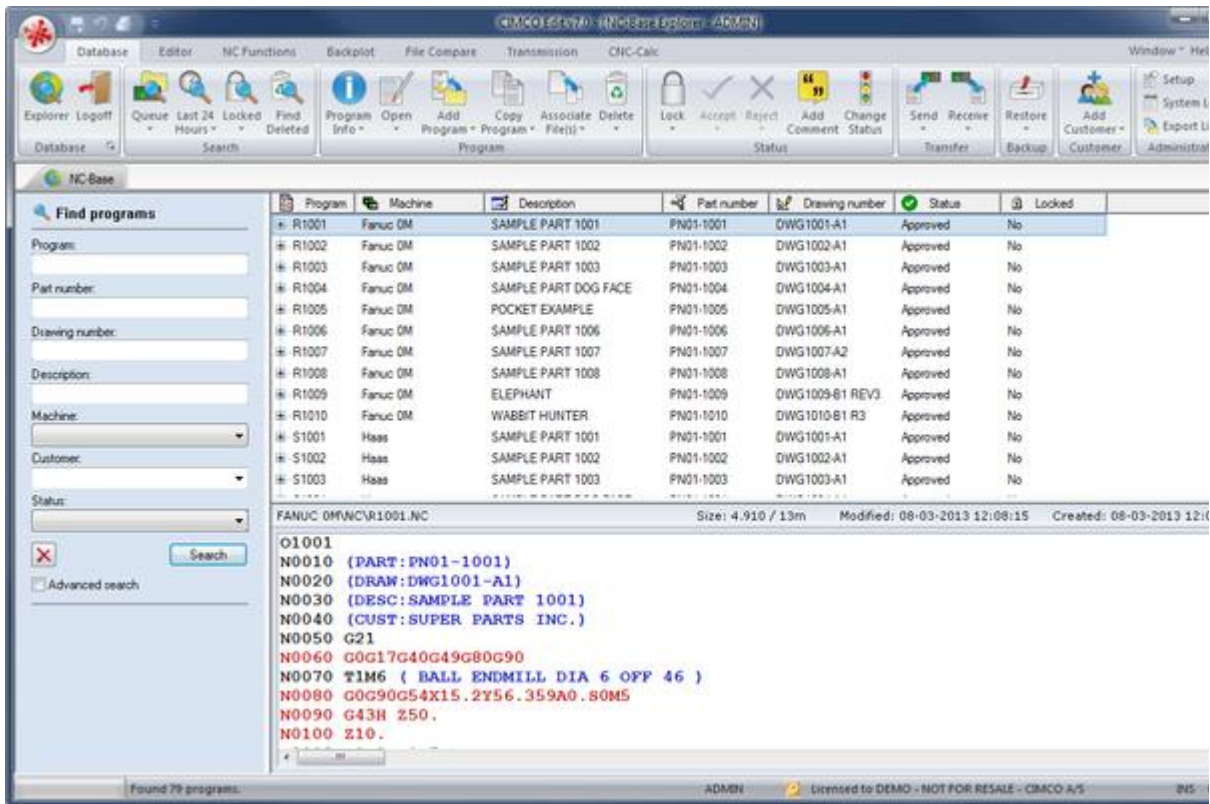 CIMCO Edit v7.0 - [NC-Base Explorer - ADMIN]
Database Editor NC Functions Backplot File Compare Transmission CNC-Calc Window Hel
Explorer Logoff Queue Last 24 Hours Locked Find Deleted Program Info Open Add Program Copy Program Associate File(s) Delete Lock Accept Reject Add Comment Change Status Send Receive Restore Add Customer Setup
System L
Export Li
Database Search Program Status Transfer Backup Customer Administrat
NC-Base
Find programs
Program:
Part number:
Drawing number:
Description:
Machine:
Customer:
Status:
Search
Advanced search
Program Machine Description Part number Drawing number Status Locked
R1001 Fanuc 0M SAMPLE PART 1001 PN01-1001 DWG1001-A1 Approved No
R1002 Fanuc 0M SAMPLE PART 1002 PN01-1002 DWG1002-A1 Approved No
R1003 Fanuc 0M SAMPLE PART 1003 PN01-1003 DWG1003-A1 Approved No
R1004 Fanuc 0M SAMPLE PART DOG FACE PN01-1004 DWG1004-A1 Approved No
R1005 Fanuc 0M POCKET EXAMPLE PN01-1005 DWG1005-A1 Approved No
R1006 Fanuc 0M SAMPLE PART 1006 PN01-1006 DWG1006-A1 Approved No
R1007 Fanuc 0M SAMPLE PART 1007 PN01-1007 DWG1007-A2 Approved No
R1008 Fanuc 0M SAMPLE PART 1008 PN01-1008 DWG1008-A1 Approved No
R1009 Fanuc 0M ELEPHANT PN01-1009 DWG1009-B1 REV3 Approved No
R1010 Fanuc 0M WABBIT HUNTER PN01-1010 DWG1010-B1 R3 Approved No
S1001 Haas SAMPLE PART 1001 PN01-1001 DWG1001-A1 Approved No
S1002 Haas SAMPLE PART 1002 PN01-1002 DWG1002-A1 Approved No
S1003 Haas SAMPLE PART 1003 PN01-1003 DWG1003-A1 Approved No
FANUC 0M\NC\R1001.NC Size: 4.910 / 13m Modified: 08-03-2013 12:08:15 Created: 08-03-2013 12:0
O1001
N0010 (PART:PN01-1001)
N0020 (DRAW:DWG1001-A1)
N0030 (DESC:SAMPLE PART 1001)
N0040 (CUST:SUPER PARTS INC.)
N0050 G21
N0060 G0G17G40G49G80G90
N0070 T1M6 ( BALL ENDMILL DIA 6 OFF 46 )
N0080 G0G90G54X15.2Y56.359A0.S0M5
N0090 G43H Z50.
N0100 Z10.
Found 79 programs. ADMIN Licensed to DEMO - NOT FOR RESALE - CIMCO A/S INS